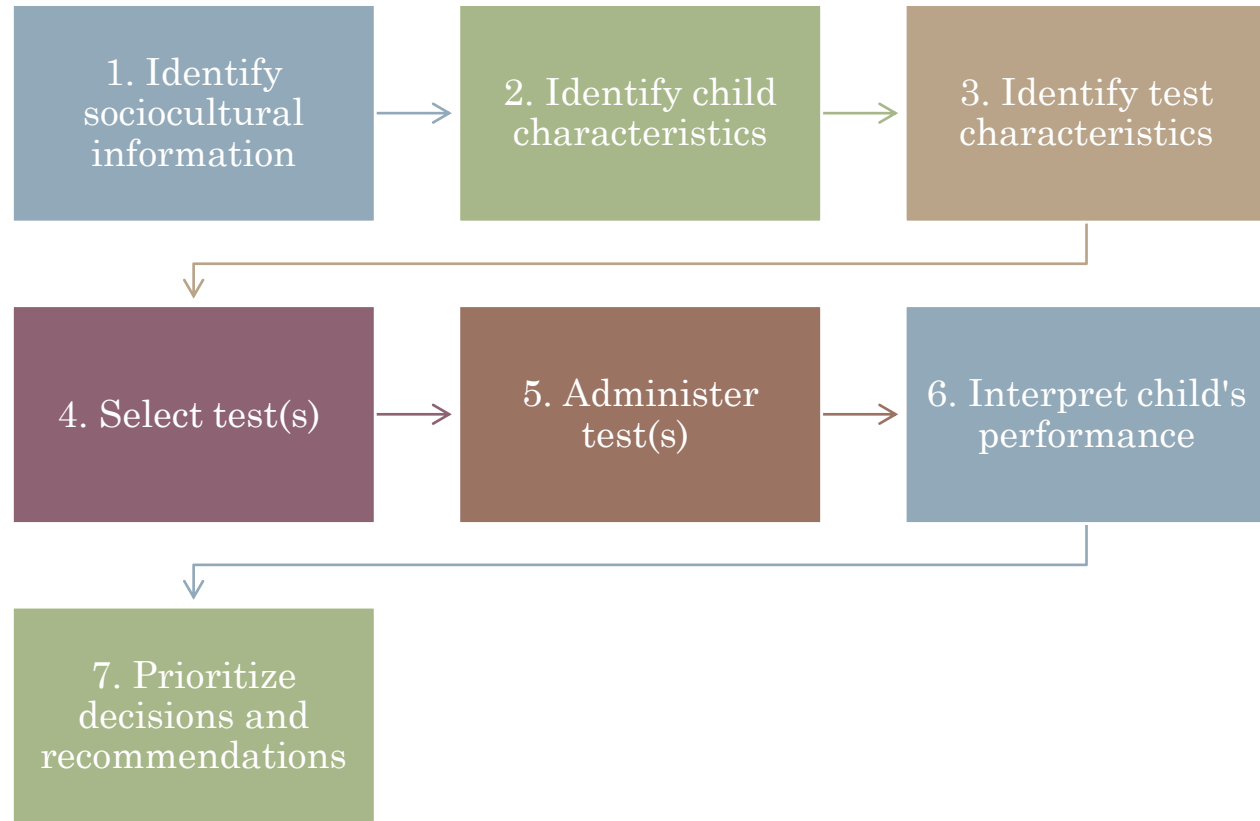 1. Identify
sociocultural
information
2. Identify child
characteristics
3. Identify test
characteristics
4. Select test(s)
5. Administer
test(s)
6. Interpret child's
performance
7. Prioritize
decisions and
recommendations